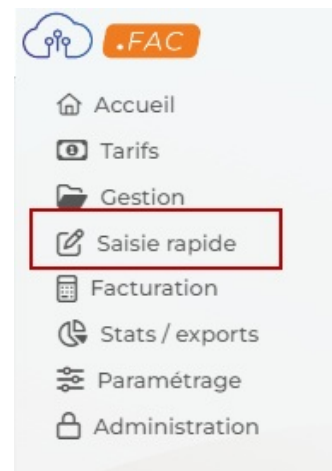 .FAC
Accueil
Tarifs
Gestion
Saisie rapide
Facturation
Stats / exports
Paramétrage
Administration